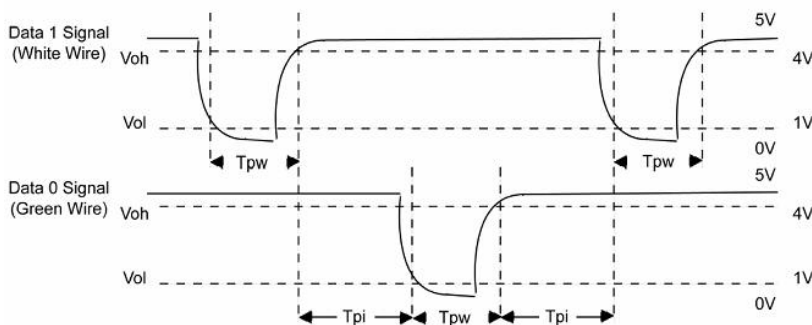 5V
Data 1 Signal
(White Wire)
Voh
4V
Vol
1V
0V
Tpw
Tpw
5V
Data 0 Signal
(Green Wire)
Voh
4V
Vol
1V
0V
Tpi
Tpw
Tpi